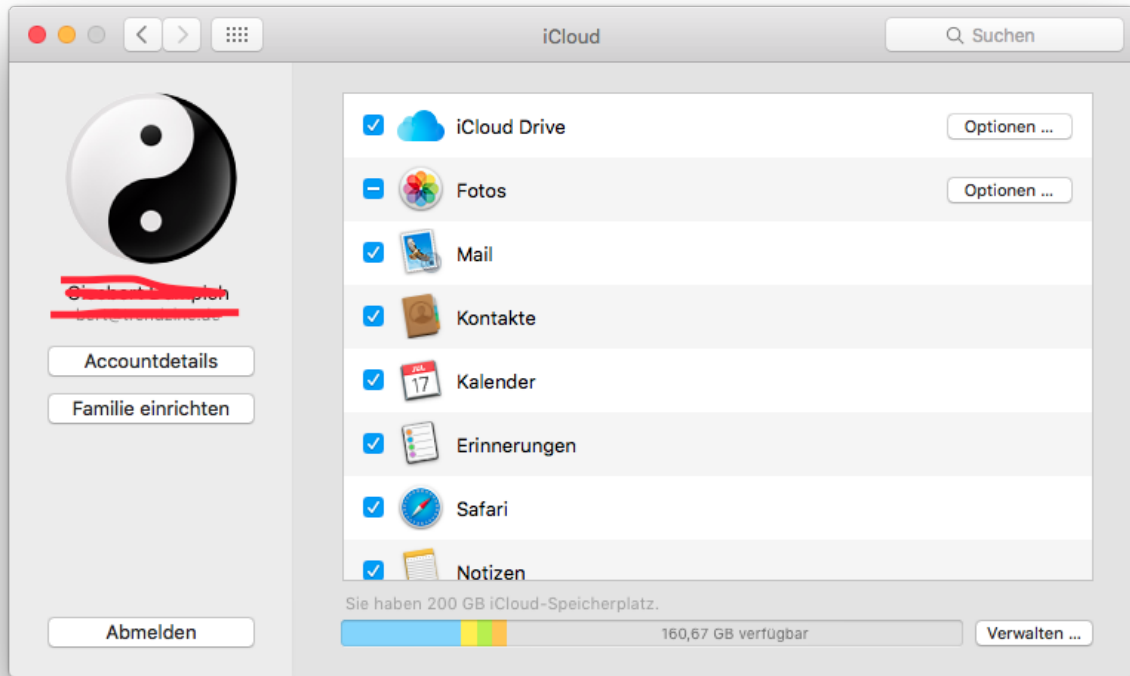 iCloud
Suchen
Accountdetails
Familie einrichten
Abmelden
iCloud Drive
Optionen ...
Fotos
Optionen ...
Mail
Kontakte
JUL
17
Kalender
Erinnerungen
Safari
Notizen
Sie haben 200 GB iCloud-Speicherplatz.
160,67 GB verfügbar
Verwalten ...